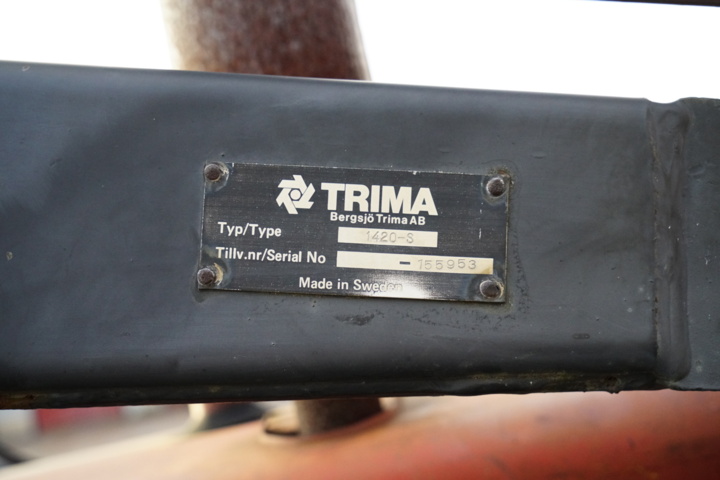 TRIMA
Bergsjö Trima AB
Typ/Type 1420-S
Tillv.nr/Serial No -155953
Made in Sweden